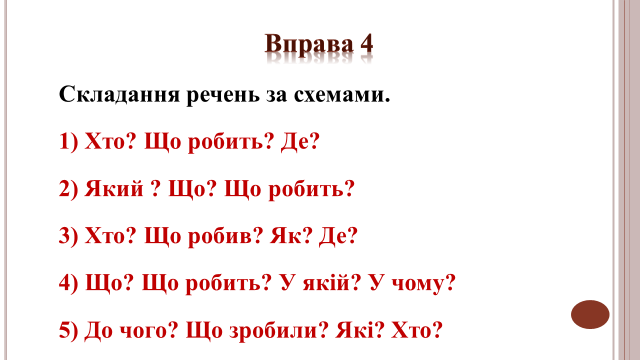 Вправа 4
Складання речень за схемами.
1) Хто? Що робить? Де?
2) Який ? Що? Що робить?
3) Хто? Що робив? Як? Де?
4) Що? Що робить? У якій? У чому?
5) До чого? Що зробили? Які? Хто?